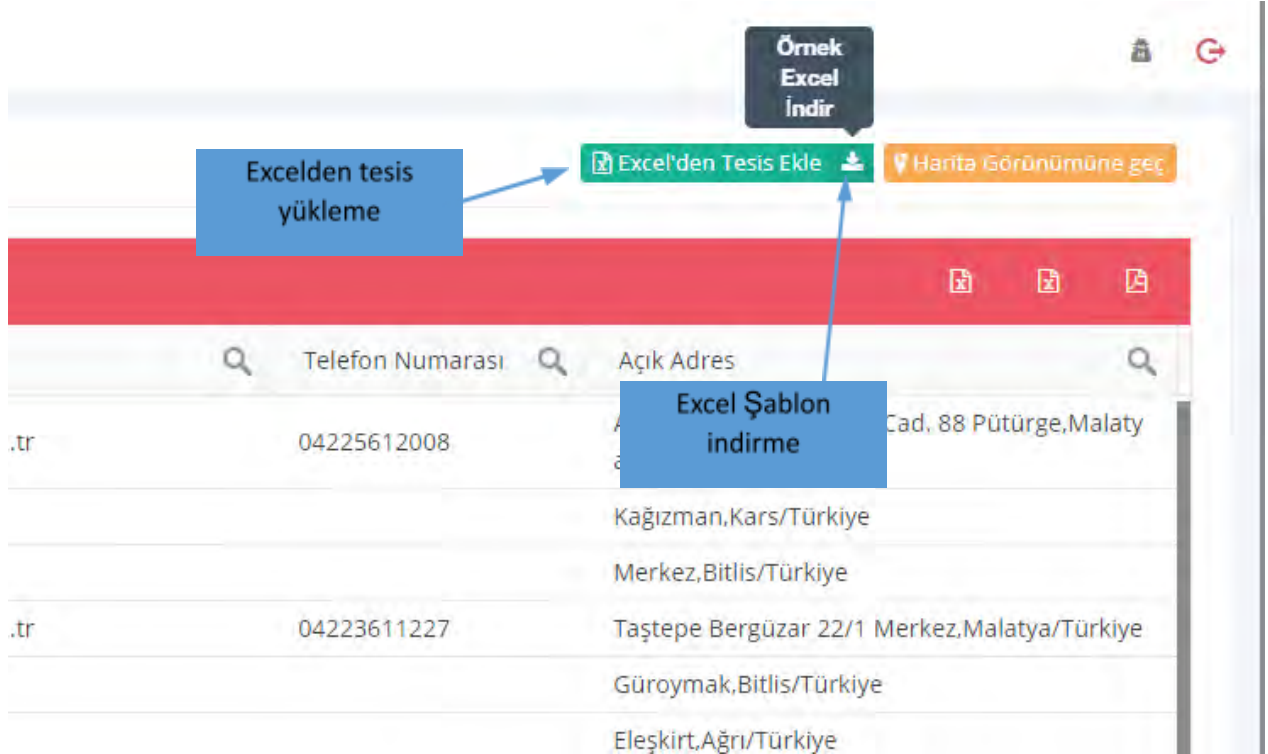 Örnek
Excel
İndir
Excelden tesis
yükleme
Excel'den Tesis Ekle
Harita Görünümüne geç
Telefon Numarası
Açık Adres
Excel Şablon
indirme
.tr
04225612008
Cad. 88 Pütürge,Malaty
Kağızman,Kars/Türkiye
Merkez,Bitlis/Türkiye
.tr
04223611227
Taştepe Bergüzar 22/1 Merkez,Malatya/Türkiye
Güroymak,Bitlis/Türkiye
Eleşkirt,Ağrı/Türkiye